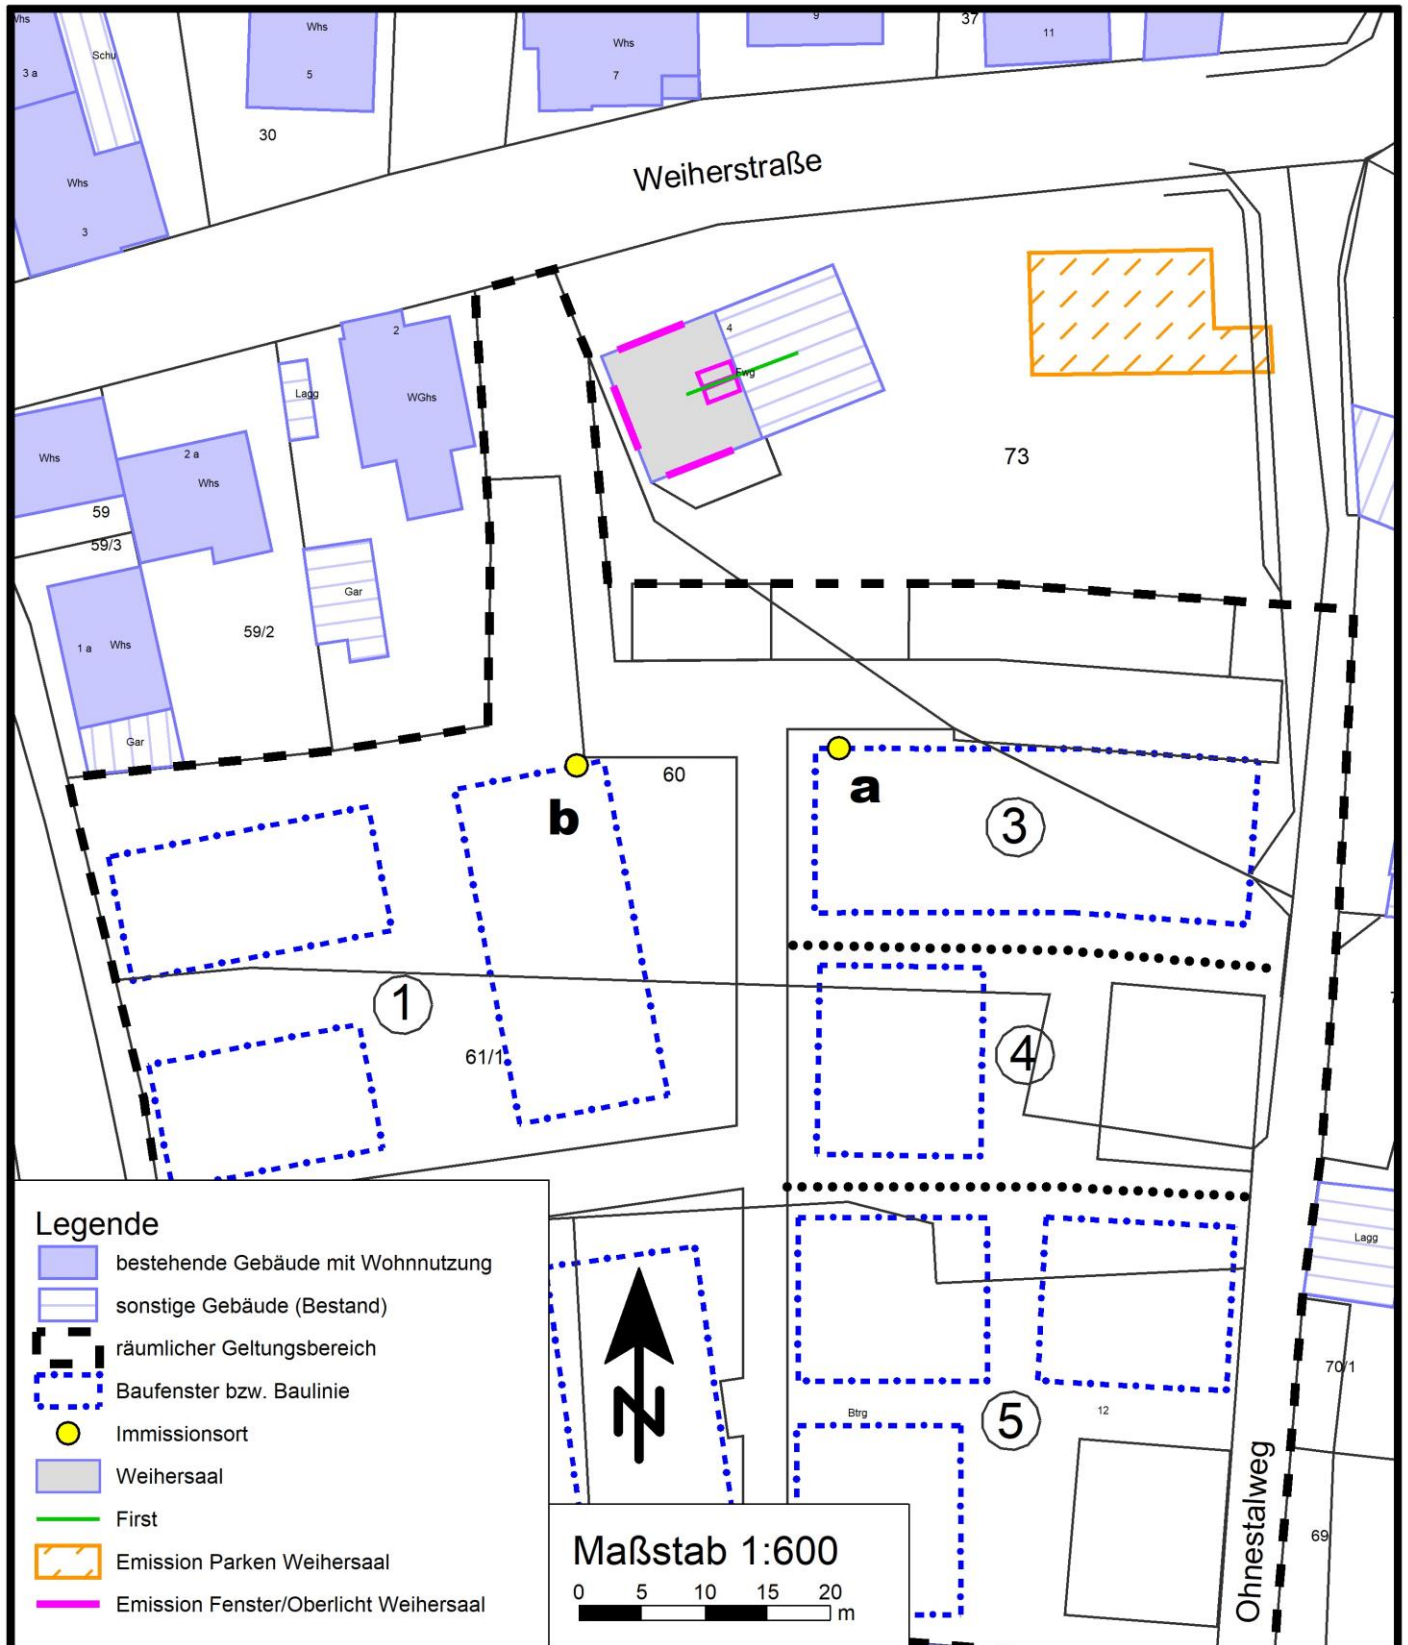 Whs
Schu
Whs
Whs
9
37
11
3 a
5
7
30
Weiherstraße
Whs
3
2
4
Fwg
Lagg
WGhs
Whs
2 a
Whs
73
59
59/3
Gar
59/2
1 a
Whs
Gar
60
a
b
3
1
4
61/1
Legende
bestehende Gebäude mit Wohnnutzung
sonstige Gebäude (Bestand)
räumlicher Geltungsbereich
Baufenster bzw. Baulinie
Immissionsort
Weihersaal
First
Emission Parken Weihersaal
Emission Fenster/Oberlicht Weihersaal
N
Maßstab 1:600
0 5 10 15 20 m
Lagg
70/1
Btrg
12
5
Ohnestalweg
69